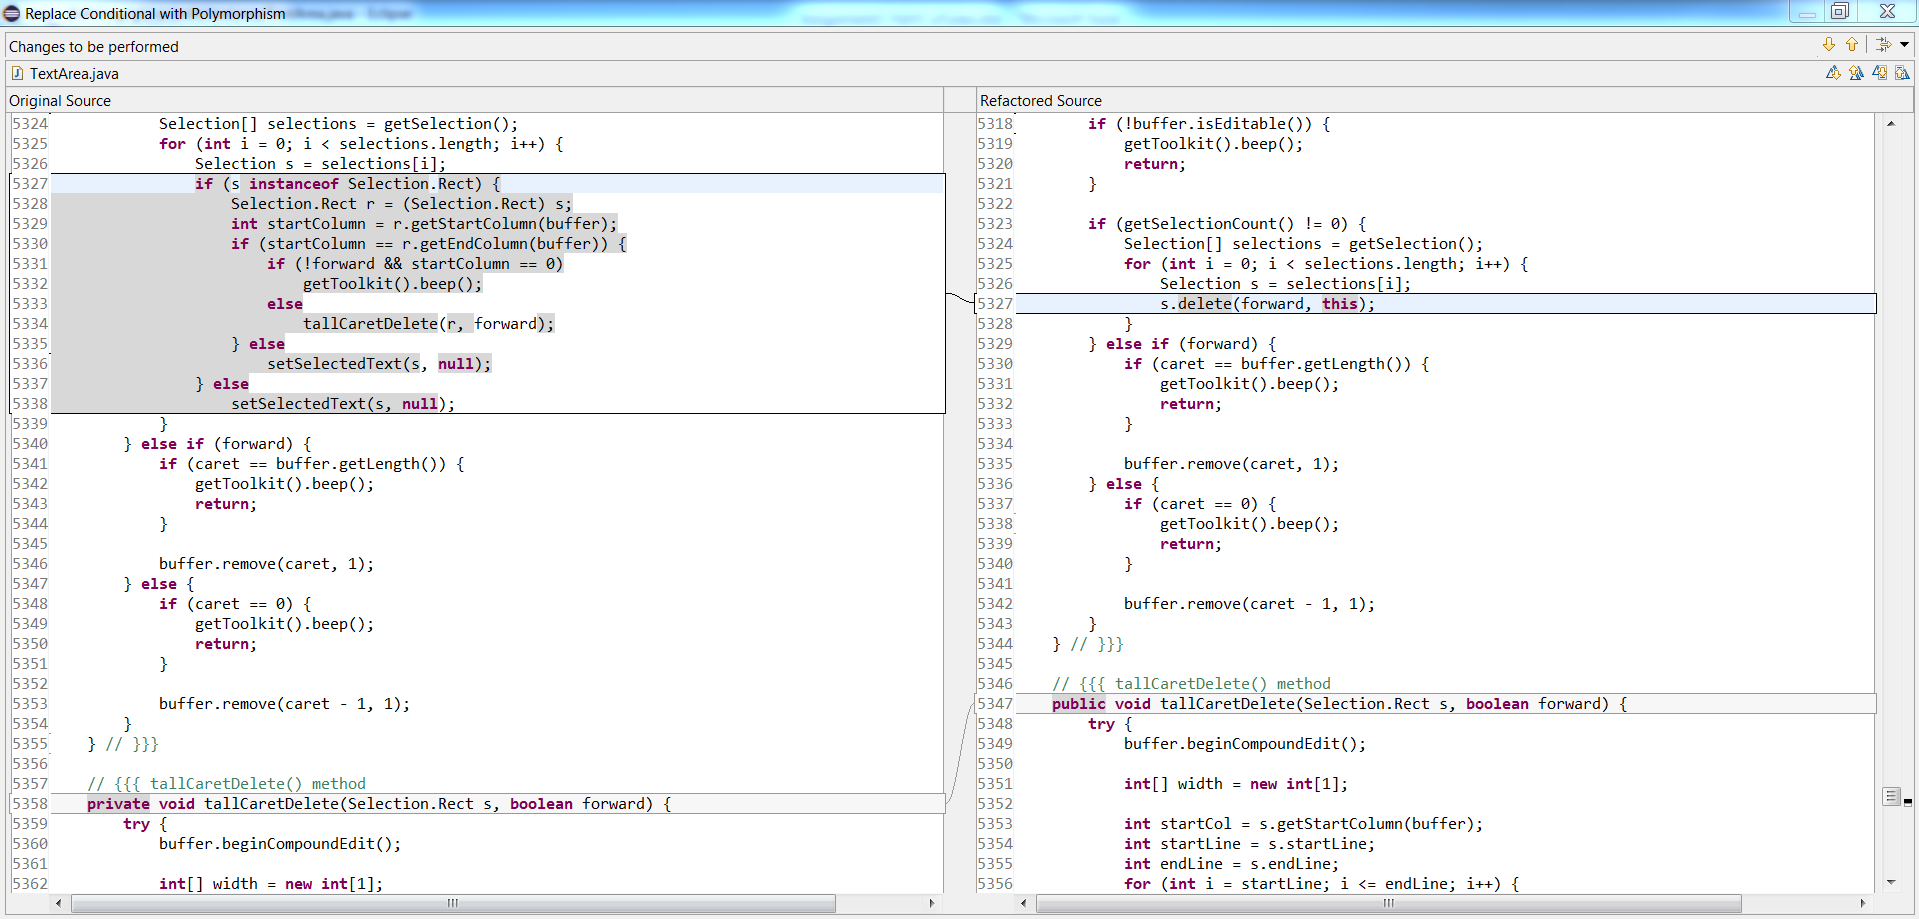 Replace Conditional with Polymorphism
Changes to be performed
TextArea.java
Original Source
5324 Selection[] selections = getSelection();
5325 for (int i = 0; i < selections.length; i++) {
5326 Selection s = selections[i];
5327 if (s instanceof Selection.Rect) {
5328 Selection.Rect r = (Selection.Rect) s;
5329 int startColumn = r.getStartColumn(buffer);
5330 if (startColumn == r.getEndColumn(buffer)) {
5331 if (!forward && startColumn == 0)
5332 getToolkit().beep();
5333 else
5334 tallCaretDelete(r, forward);
5335 } else
5336 setSelectedText(s, null);
5337 } else
5338 setSelectedText(s, null);
5339 }
5340 } else if (forward) {
5341 if (caret == buffer.getLength()) {
5342 getToolkit().beep();
5343 return;
5344 }
5345
5346 buffer.remove(caret, 1);
5347 } else {
5348 if (caret == 0) {
5349 getToolkit().beep();
5350 return;
5351 }
5352
5353 buffer.remove(caret - 1, 1);
5354 }
5355 } // }}}
5356
5357 // {{{ tallCaretDelete() method
5358 private void tallCaretDelete(Selection.Rect s, boolean forward) {
5359 try {
5360 buffer.beginCompoundEdit();
5361
5362 int[] width = new int[1];
Refactored Source
5318 if (!buffer.isEditable()) {
5319 getToolkit().beep();
5320 return;
5321 }
5322
5323 if (getSelectionCount() != 0) {
5324 Selection[] selections = getSelection();
5325 for (int i = 0; i < selections.length; i++) {
5326 Selection s = selections[i];
5327 s.delete(forward, this);
5328 }
5329 } else if (forward) {
5330 if (caret == buffer.getLength()) {
5331 getToolkit().beep();
5332 return;
5333 }
5334
5335 buffer.remove(caret, 1);
5336 } else {
5337 if (caret == 0) {
5338 getToolkit().beep();
5339 return;
5340 }
5341
5342 buffer.remove(caret - 1, 1);
5343 }
5344 } // }}}
5345
5346 // {{{ tallCaretDelete() method
5347 public void tallCaretDelete(Selection.Rect s, boolean forward) {
5348 try {
5349 buffer.beginCompoundEdit();
5350
5351 int[] width = new int[1];
5352
5353 int startCol = s.getStartColumn(buffer);
5354 int startLine = s.startLine;
5355 int endLine = s.endLine;
5356 for (int i = startLine; i <= endLine; i++) {